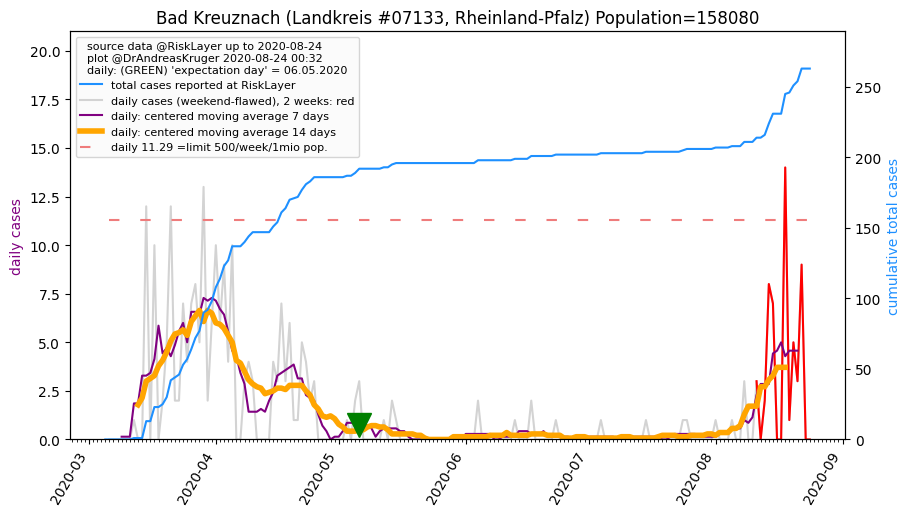 Bad Kreuznach (Landkreis #07133, Rheinland-Pfalz) Population=158080
source data @RiskLayer up to 2020-08-24
plot @DrAndreasKruger 2020-08-24 00:32
daily: (GREEN) 'expectation day' = 06.05.2020
total cases reported at RiskLayer
daily cases (weekend-flawed), 2 weeks: red
daily: centered moving average 7 days
daily: centered moving average 14 days
daily 11.29 =limit 500/week/1mio pop.
daily cases
20.0
17.5
15.0
12.5
10.0
7.5
5.0
2.5
0.0
cumulative total cases
250
200
150
100
50
0
2020-03
2020-04
2020-05
2020-06
2020-07
2020-08
2020-09